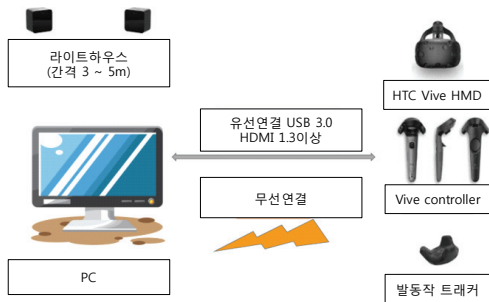 라이트하우스
(간격 3 ~ 5m)
HTC Vive HMD
유선연결 USB 3.0
HDMI 1.3이상
무선연결
Vive controller
PC
발동작 트래커